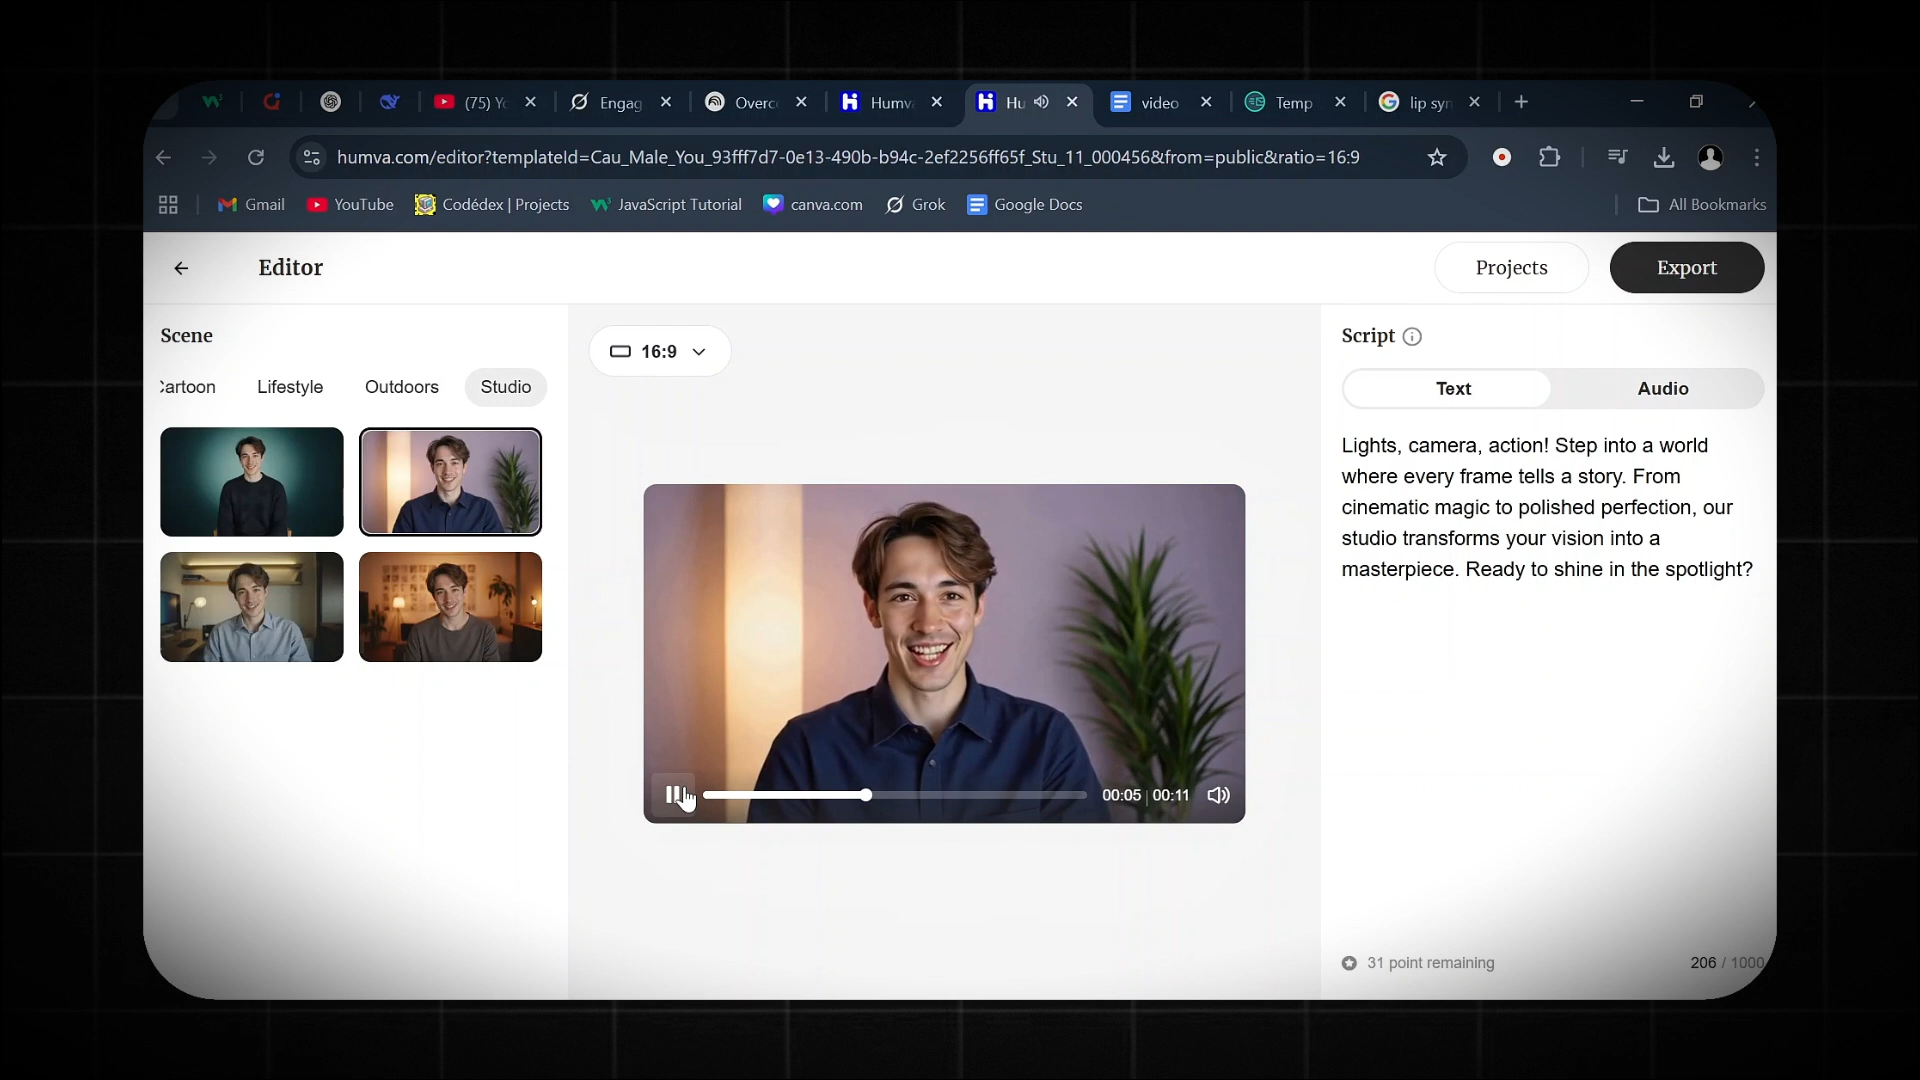 (75) Yo
Engag
Overc
Humva
Hu
video
Temp
lip syn
humva.com/editor?templateId=Cau_Male_You_93fff7d7-0e13-490b-b94c-2ef2256ff65f_Stu_11_000456&from=public&ratio=16:9
Gmail
YouTube
Codédex | Projects
JavaScript Tutorial
canva.com
Grok
Google Docs
All Bookmarks
Editor
Projects
Export
Scene
Cartoon
Lifestyle
Outdoors
Studio
16:9
00:05 | 00:11
Script
Text
Audio
Lights, camera, action! Step into a world
where every frame tells a story. From
cinematic magic to polished perfection, our
studio transforms your vision into a
masterpiece. Ready to shine in the spotlight?
31 point remaining
206 / 1000